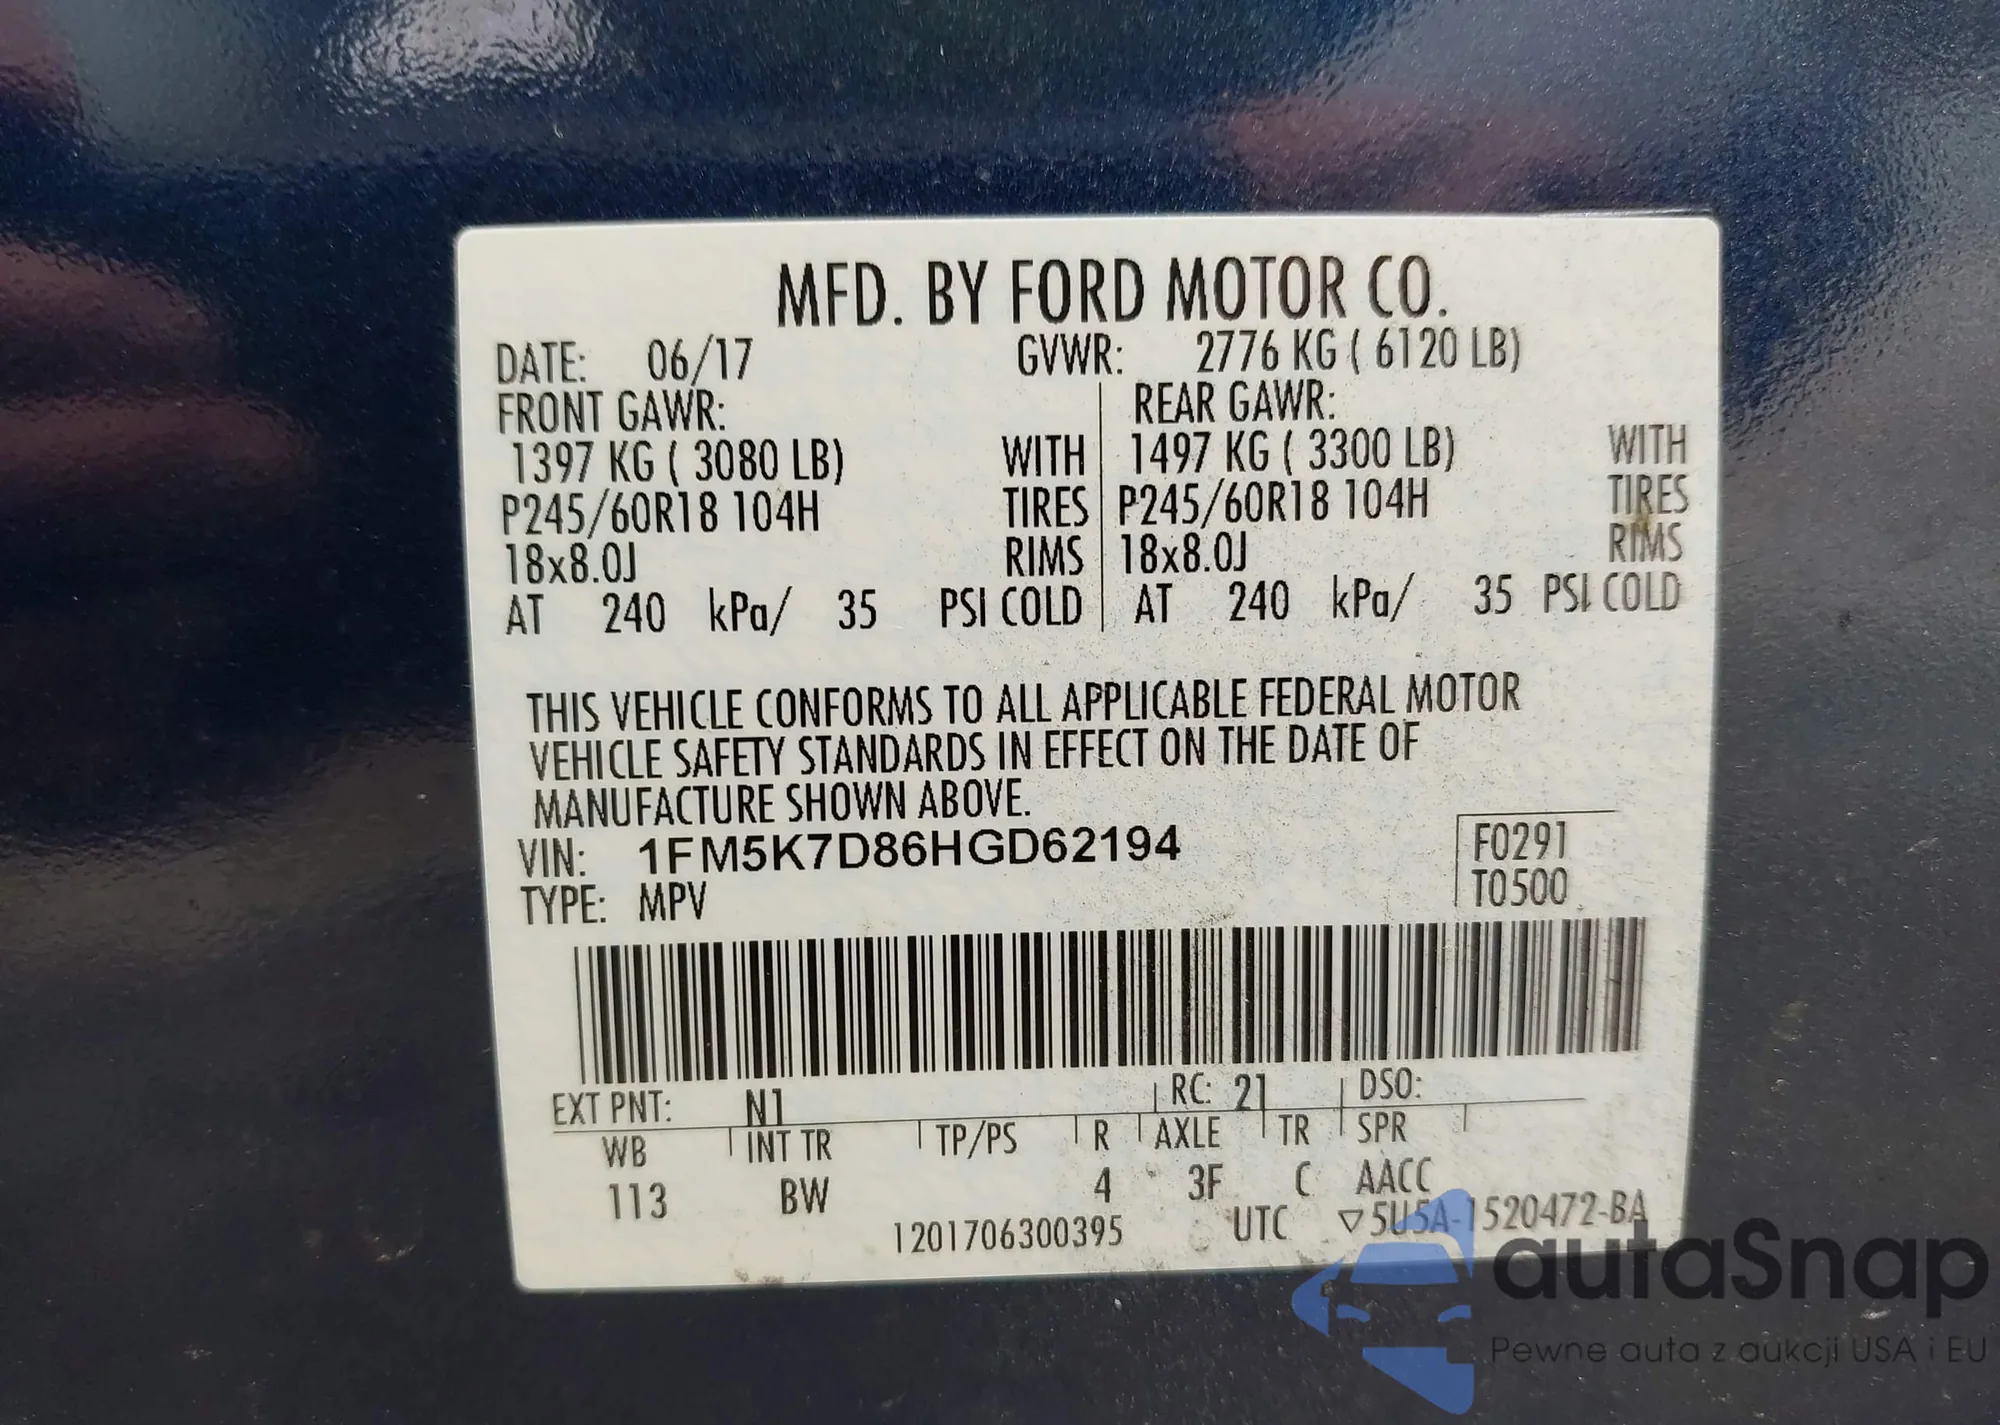 MFD. BY FORD MOTOR CO.
DATE: 06/17 GVWR: 2776 KG ( 6120 LB)
FRONT GAWR: REAR GAWR:
1397 KG ( 3080 LB) WITH 1497 KG ( 3300 LB) WITH
P245/60R18 104H TIRES P245/60R18 104H TIRES
18x8.0J RIMS 18x8.0J RIMS
AT 240 kPa/ 35 PSI COLD AT 240 kPa/ 35 PSI COLD
THIS VEHICLE CONFORMS TO ALL APPLICABLE FEDERAL MOTOR
VEHICLE SAFETY STANDARDS IN EFFECT ON THE DATE OF
MANUFACTURE SHOWN ABOVE.
VIN: 1FM5K7D86HGD62194 F0291
TYPE: MPV T0500
EXT PNT: N1 RC: 21 DSO:
WB INT TR TP/PS R AXLE TR SPR
113 BW 4 3F C AACC
1201706300395 UTC ▽5U5A-1520472-BA
autaSnap
Pewne auta z aukcji USA i EU